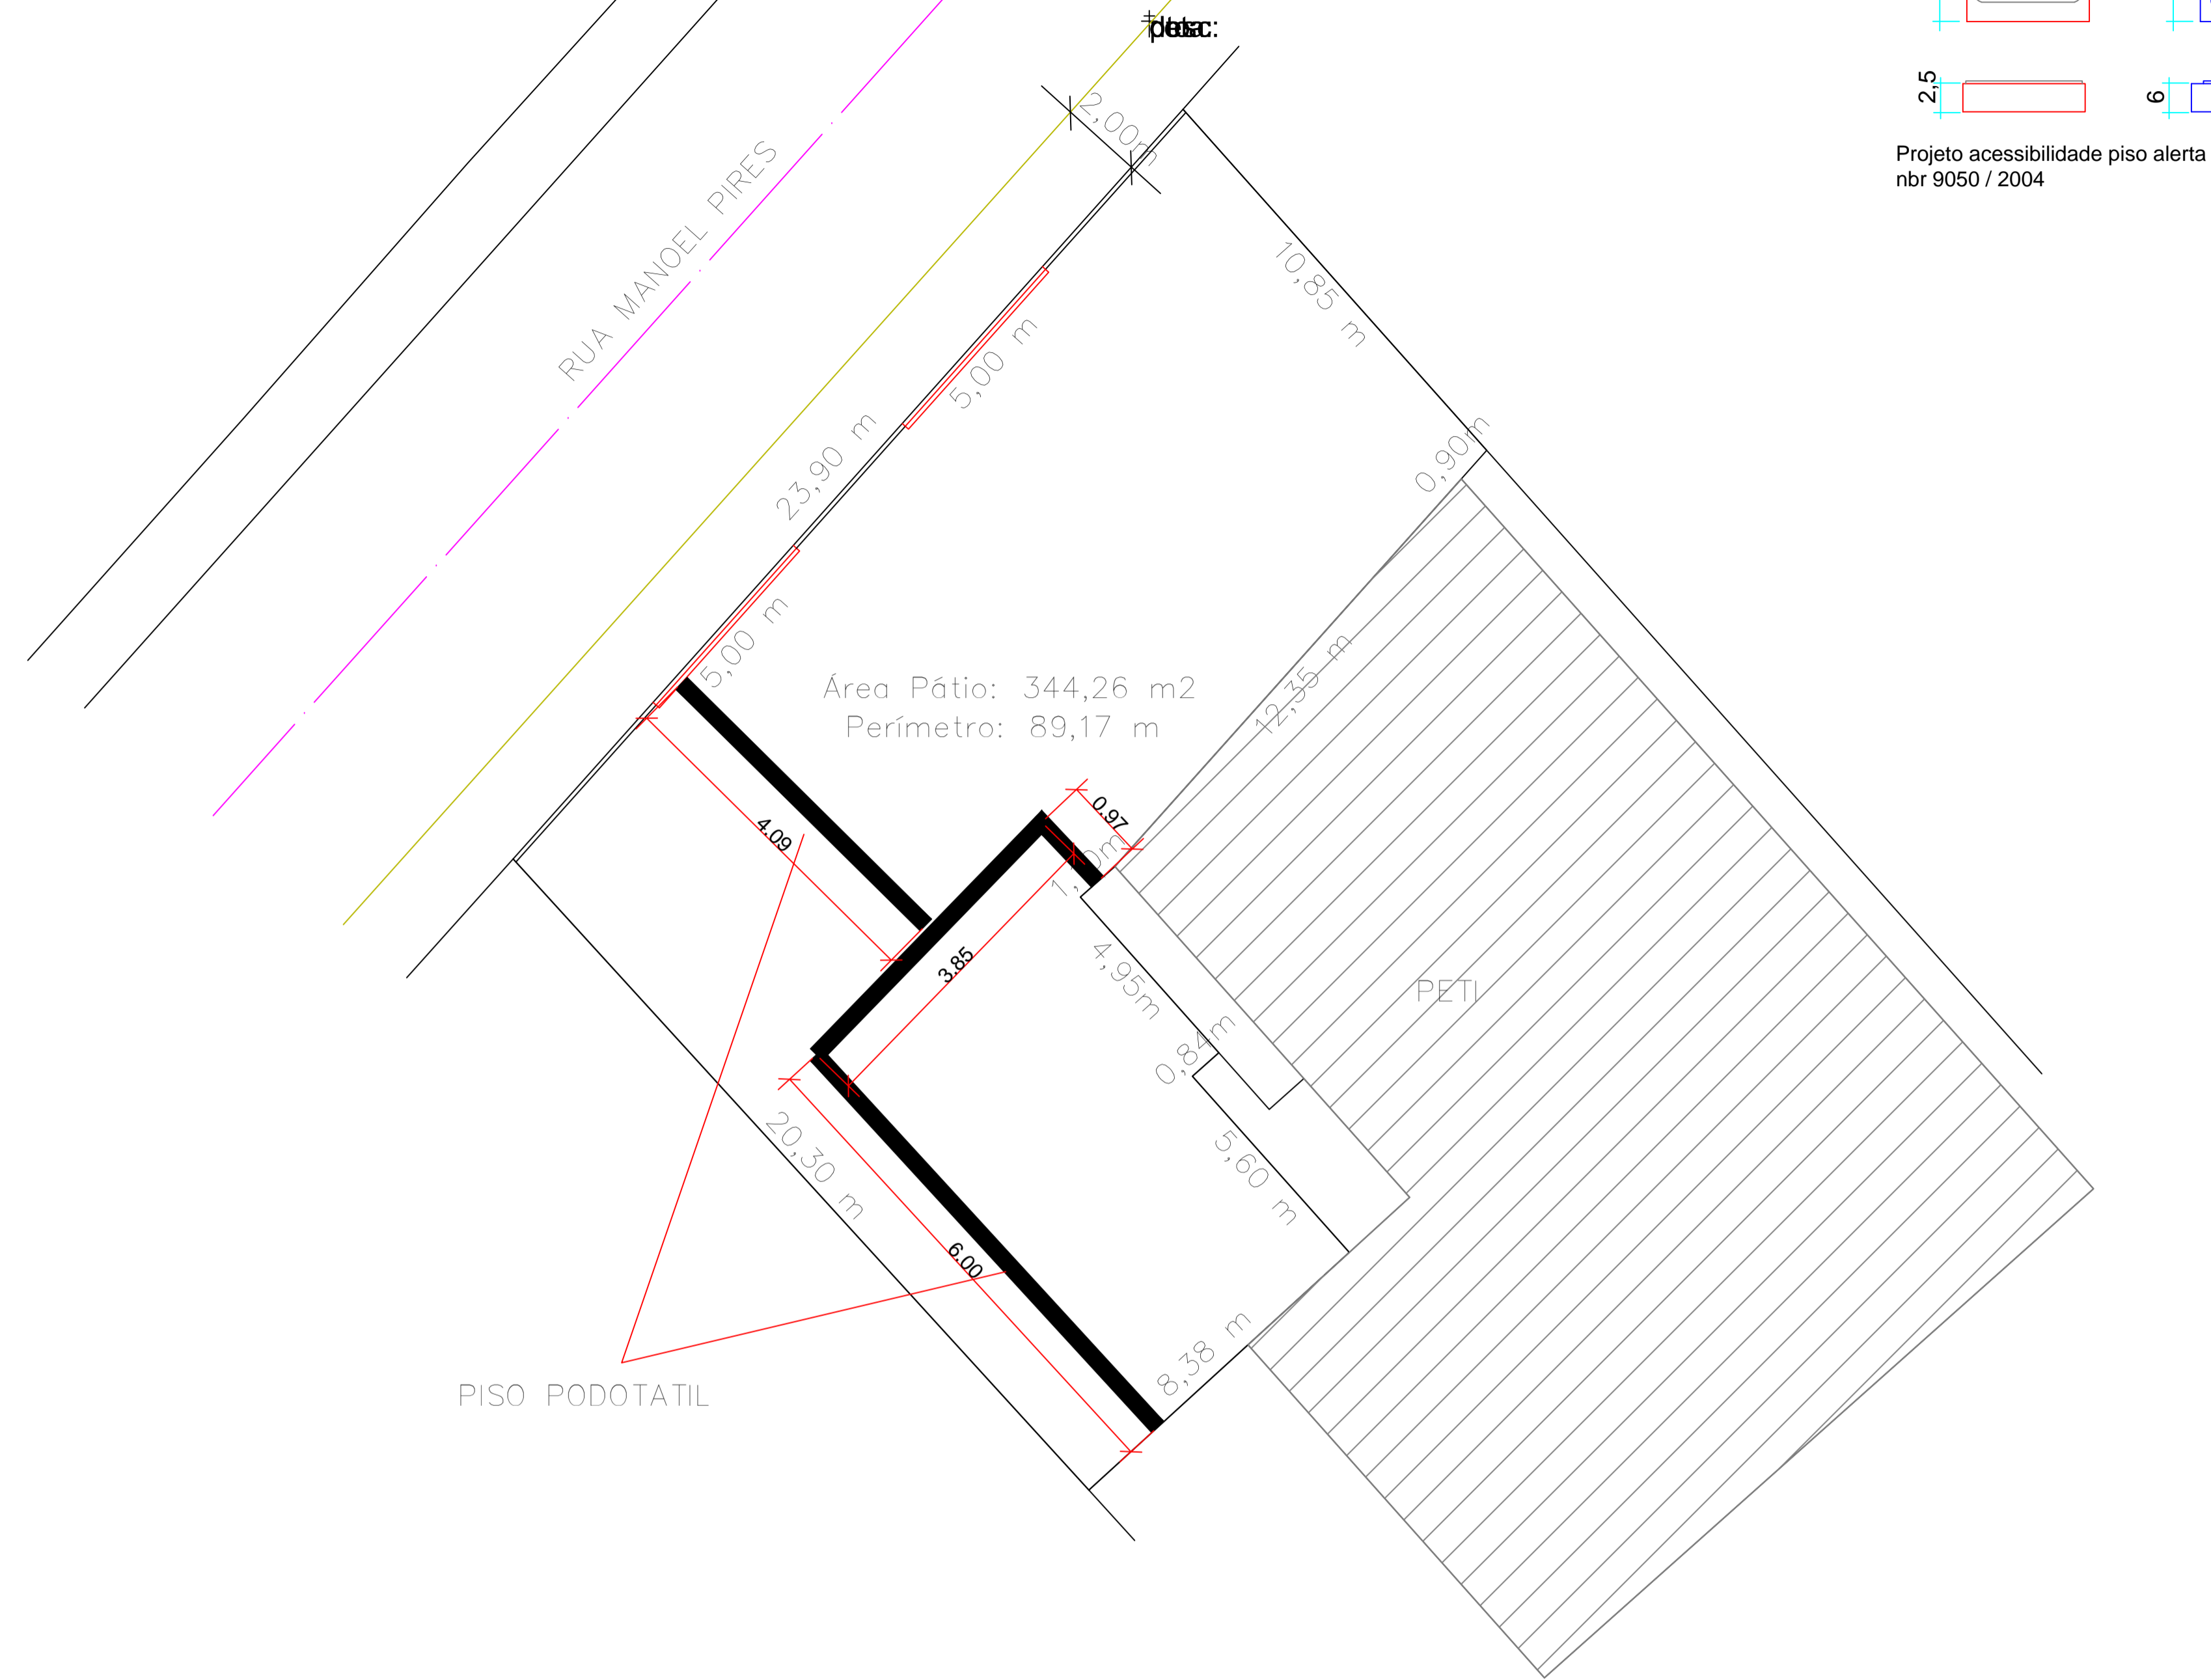 2,5
6
Projeto acessibilidade piso alerta
nbr 9050 / 2004
2,00m
RUA MANOEL PIRES
10,85 m
5,00 m
23,90 m
0,90m
5,00 m
12,35 m
Área Pátio: 344,26 m2
Perímetro: 89,17 m
0,97
4,09
3,85
4,95m
PETI
0,84m
20,30 m
5,60 m
6,00
8,38 m
PISO PODOTATIL